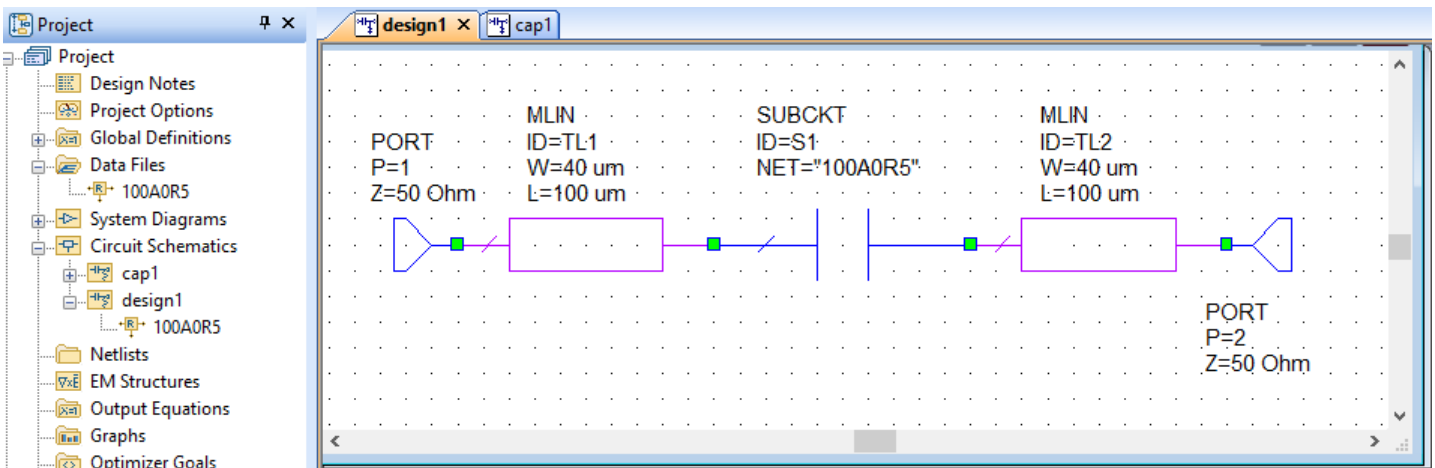 Project
Project
Design Notes
Project Options
Global Definitions
Data Files
100A0R5
System Diagrams
Circuit Schematics
cap1
design1
100A0R5
Netlists
EM Structures
Output Equations
Graphs
Optimizer Goals
design1
cap1
PORT
P=1
Z=50 Ohm
MLIN
ID=TL1
W=40 um
L=100 um
SUBCKT
ID=S1
NET="100A0R5"
MLIN
ID=TL2
W=40 um
L=100 um
PORT
P=2
Z=50 Ohm